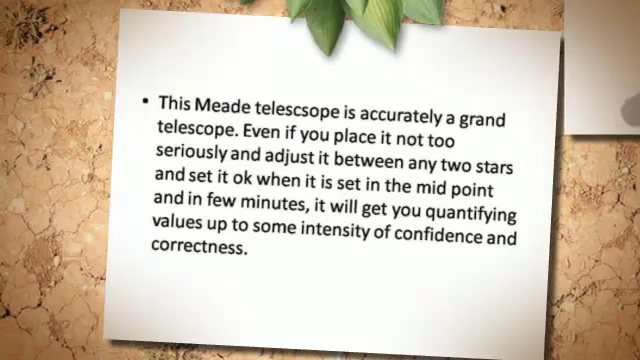 • This Meade telescsope is accurately a grand
telescope. Even if you place it not too
seriously and adjust it between any two stars
and set it ok when it is set in the mid point
and in few minutes, it will get you quantifying
values up to some intensity of confidence and
correctness.